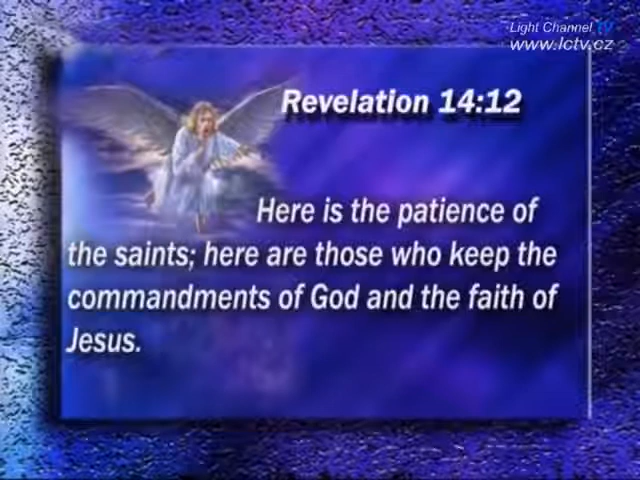 Light Channel TV
www.lctv.cz
Revelation 14:12
Here is the patience of
the saints; here are those who keep the
commandments of God and the faith of
Jesus.